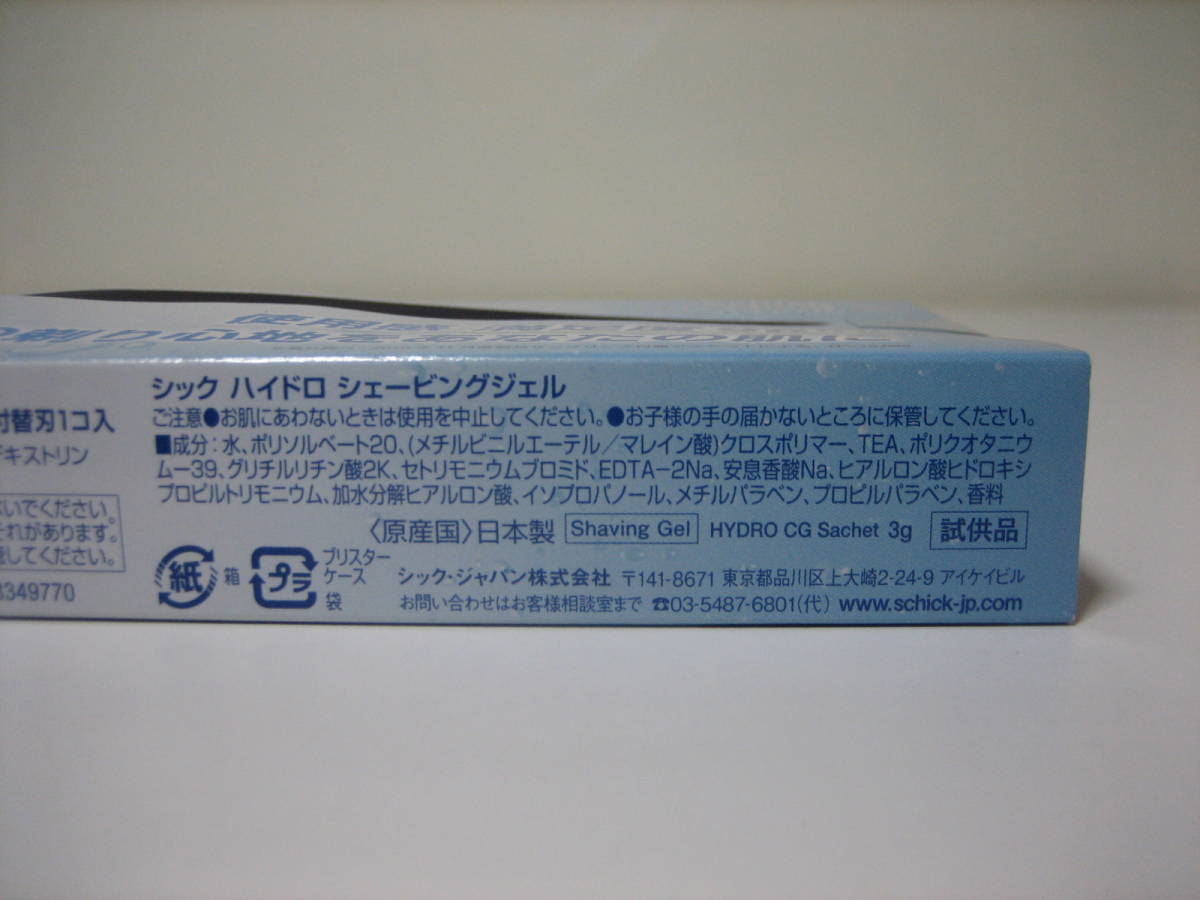 剃り心地をあなたの肌に
シック ハイドロ シェービングジェル
ご注意●お肌にあわないときは使用を中止してください。●お子様の手の届かないところに保管してください。
■成分：水、ポリソルベート20、(メチルビニルエーテル／マレイン酸)クロスポリマー、TEA、ポリクオタニウ
ムー39、グリチルリチン酸2K、セトリモニウムブロミド、EDTA-2Na、安息香酸Na、ヒアルロン酸ヒドロキシ
プロピルトリモニウム、加水分解ヒアルロン酸、イソプロパノール、メチルパラベン、プロピルパラベン、香料
〈原産国〉日本製 Shaving Gel HYDRO CG Sachet 3g 試供品
紙 箱 プラ ブリスター
ケース
袋
シック・ジャパン株式会社 〒141-8671 東京都品川区上大崎2-24-9 アイケイビル
お問い合わせはお客様相談室まで ☎03-5487-6801(代) www.schick-jp.com
付替刃1コ入
キストリン
いでください。
それがあります。
してください。
349770